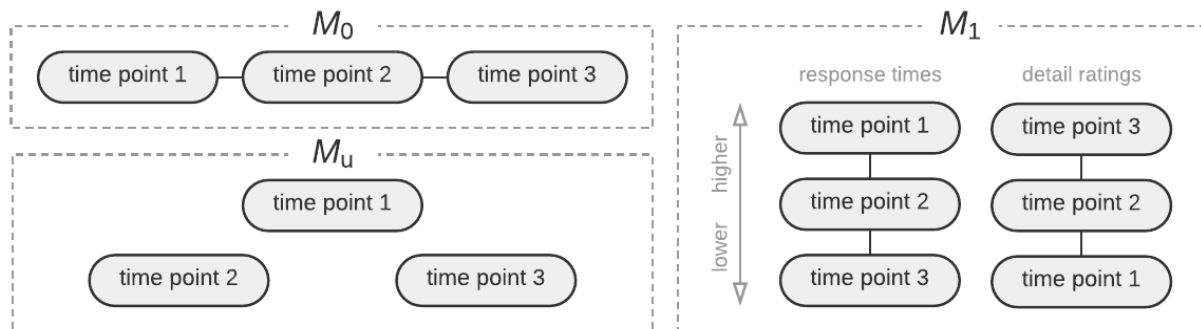 M0
time point 1 time point 2 time point 3
Mu
time point 1
time point 2 time point 3
M1
response times detail ratings
higher
lower
time point 1 time point 3
time point 2 time point 2
time point 3 time point 1